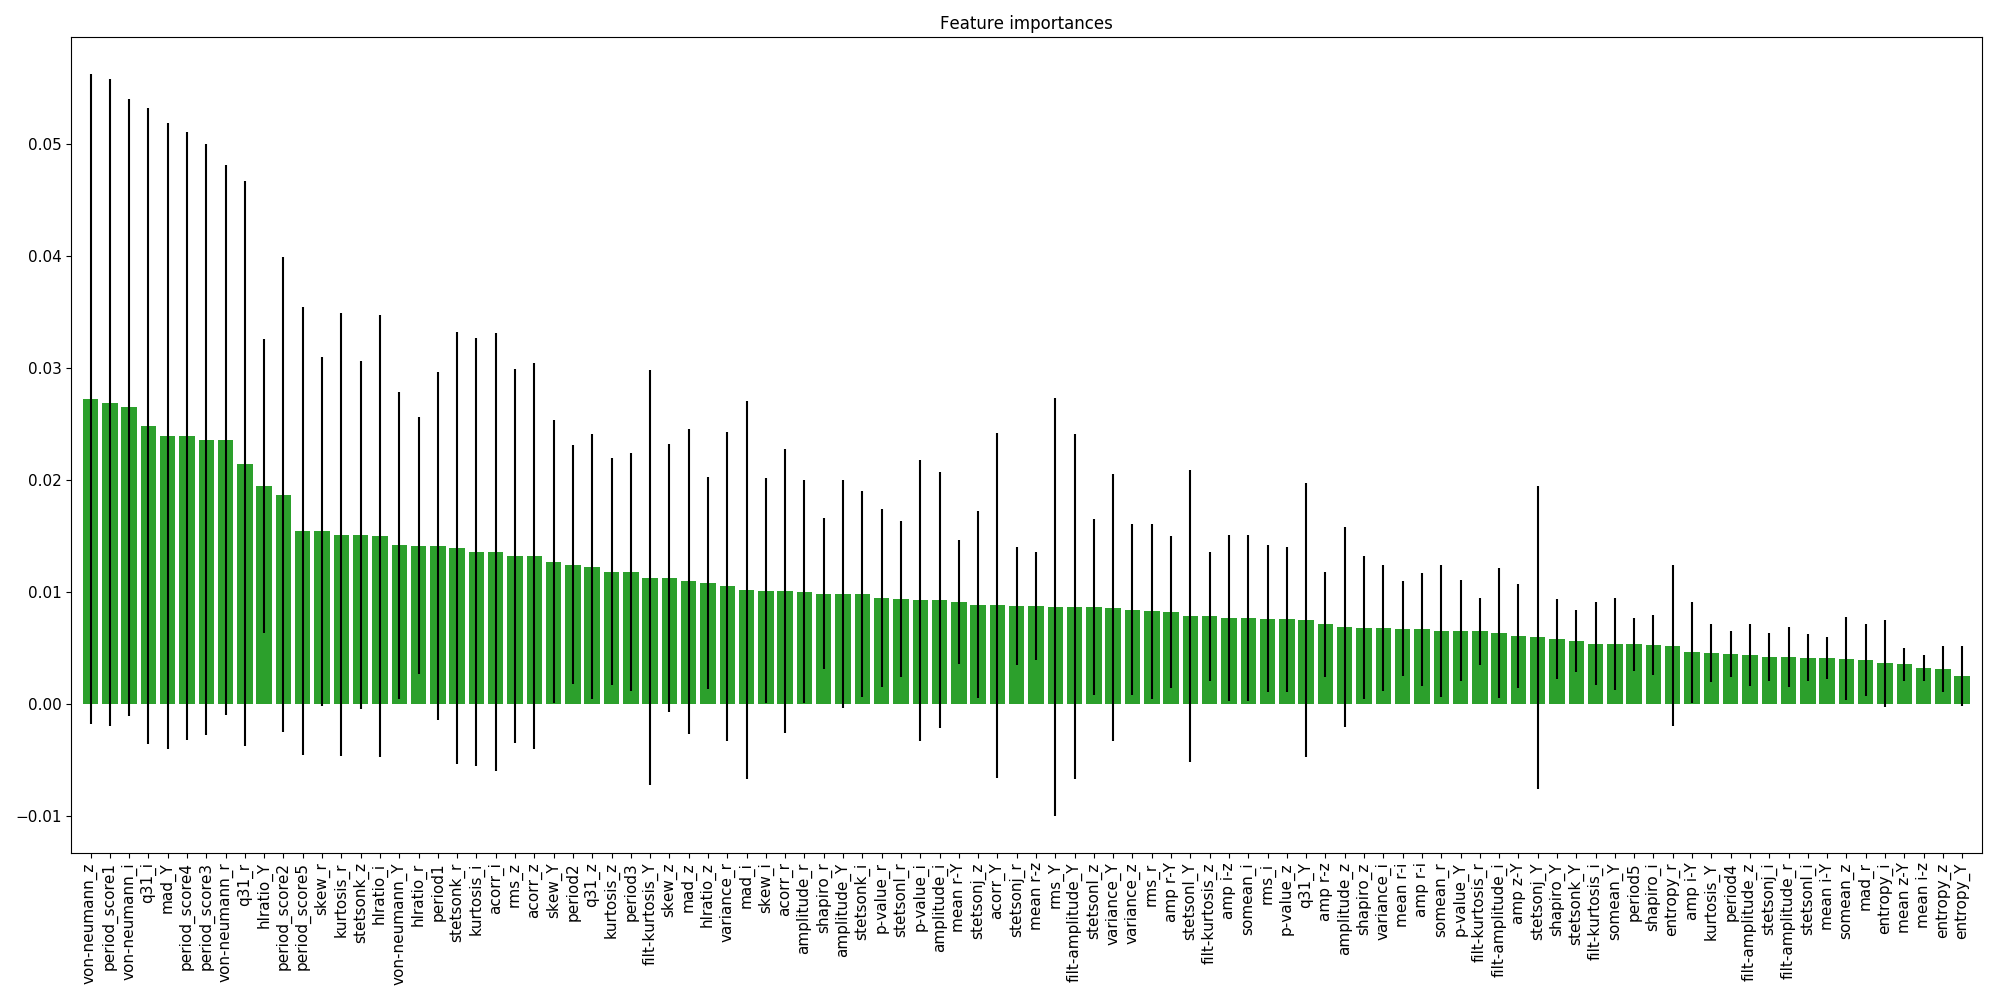 Feature importances
0.05
0.04
0.03
0.02
0.01
0.00
−0.01
von-neumann_z
period_score1
von-neumann_i
q31_i
mad_Y
period_score4
period_score3
von-neumann_r
q31_r
hlratio_Y
period_score2
period_score5
skew_r
kurtosis_r
stetsonk_z
hlratio_i
von-neumann_Y
hlratio_r
period1
stetsonk_r
kurtosis_i
acorr_i
rms_z
acorr_z
skew_Y
period2
q31_z
kurtosis_z
period3
filt-kurtosis_Y
skew_z
mad_z
hlratio_z
variance_r
mad_i
skew_i
acorr_r
amplitude_r
shapiro_r
amplitude_Y
stetsonk_i
p-value_r
stetsonl_r
p-value_i
amplitude_i
mean r-Y
stetsonj_z
acorr_Y
stetsonj_r
mean r-z
rms_Y
filt-amplitude_Y
stetsonl_z
variance_Y
variance_z
rms_r
amp r-Y
stetsonl_Y
filt-kurtosis_z
amp i-z
somean_i
rms_i
p-value_z
q31_Y
amp r-z
amplitude_z
shapiro_z
variance_i
mean r-i
amp r-i
somean_r
p-value_Y
filt-kurtosis_r
filt-amplitude_i
amp z-Y
stetsonj_Y
shapiro_Y
stetsonk_Y
filt-kurtosis_i
somean_Y
period5
shapiro_i
entropy_r
amp i-Y
kurtosis_Y
period4
filt-amplitude_z
stetsonj_i
filt-amplitude_r
stetsonl_i
mean i-Y
somean_z
mad_r
entropy_i
mean z-Y
mean i-z
entropy_z
entropy_Y